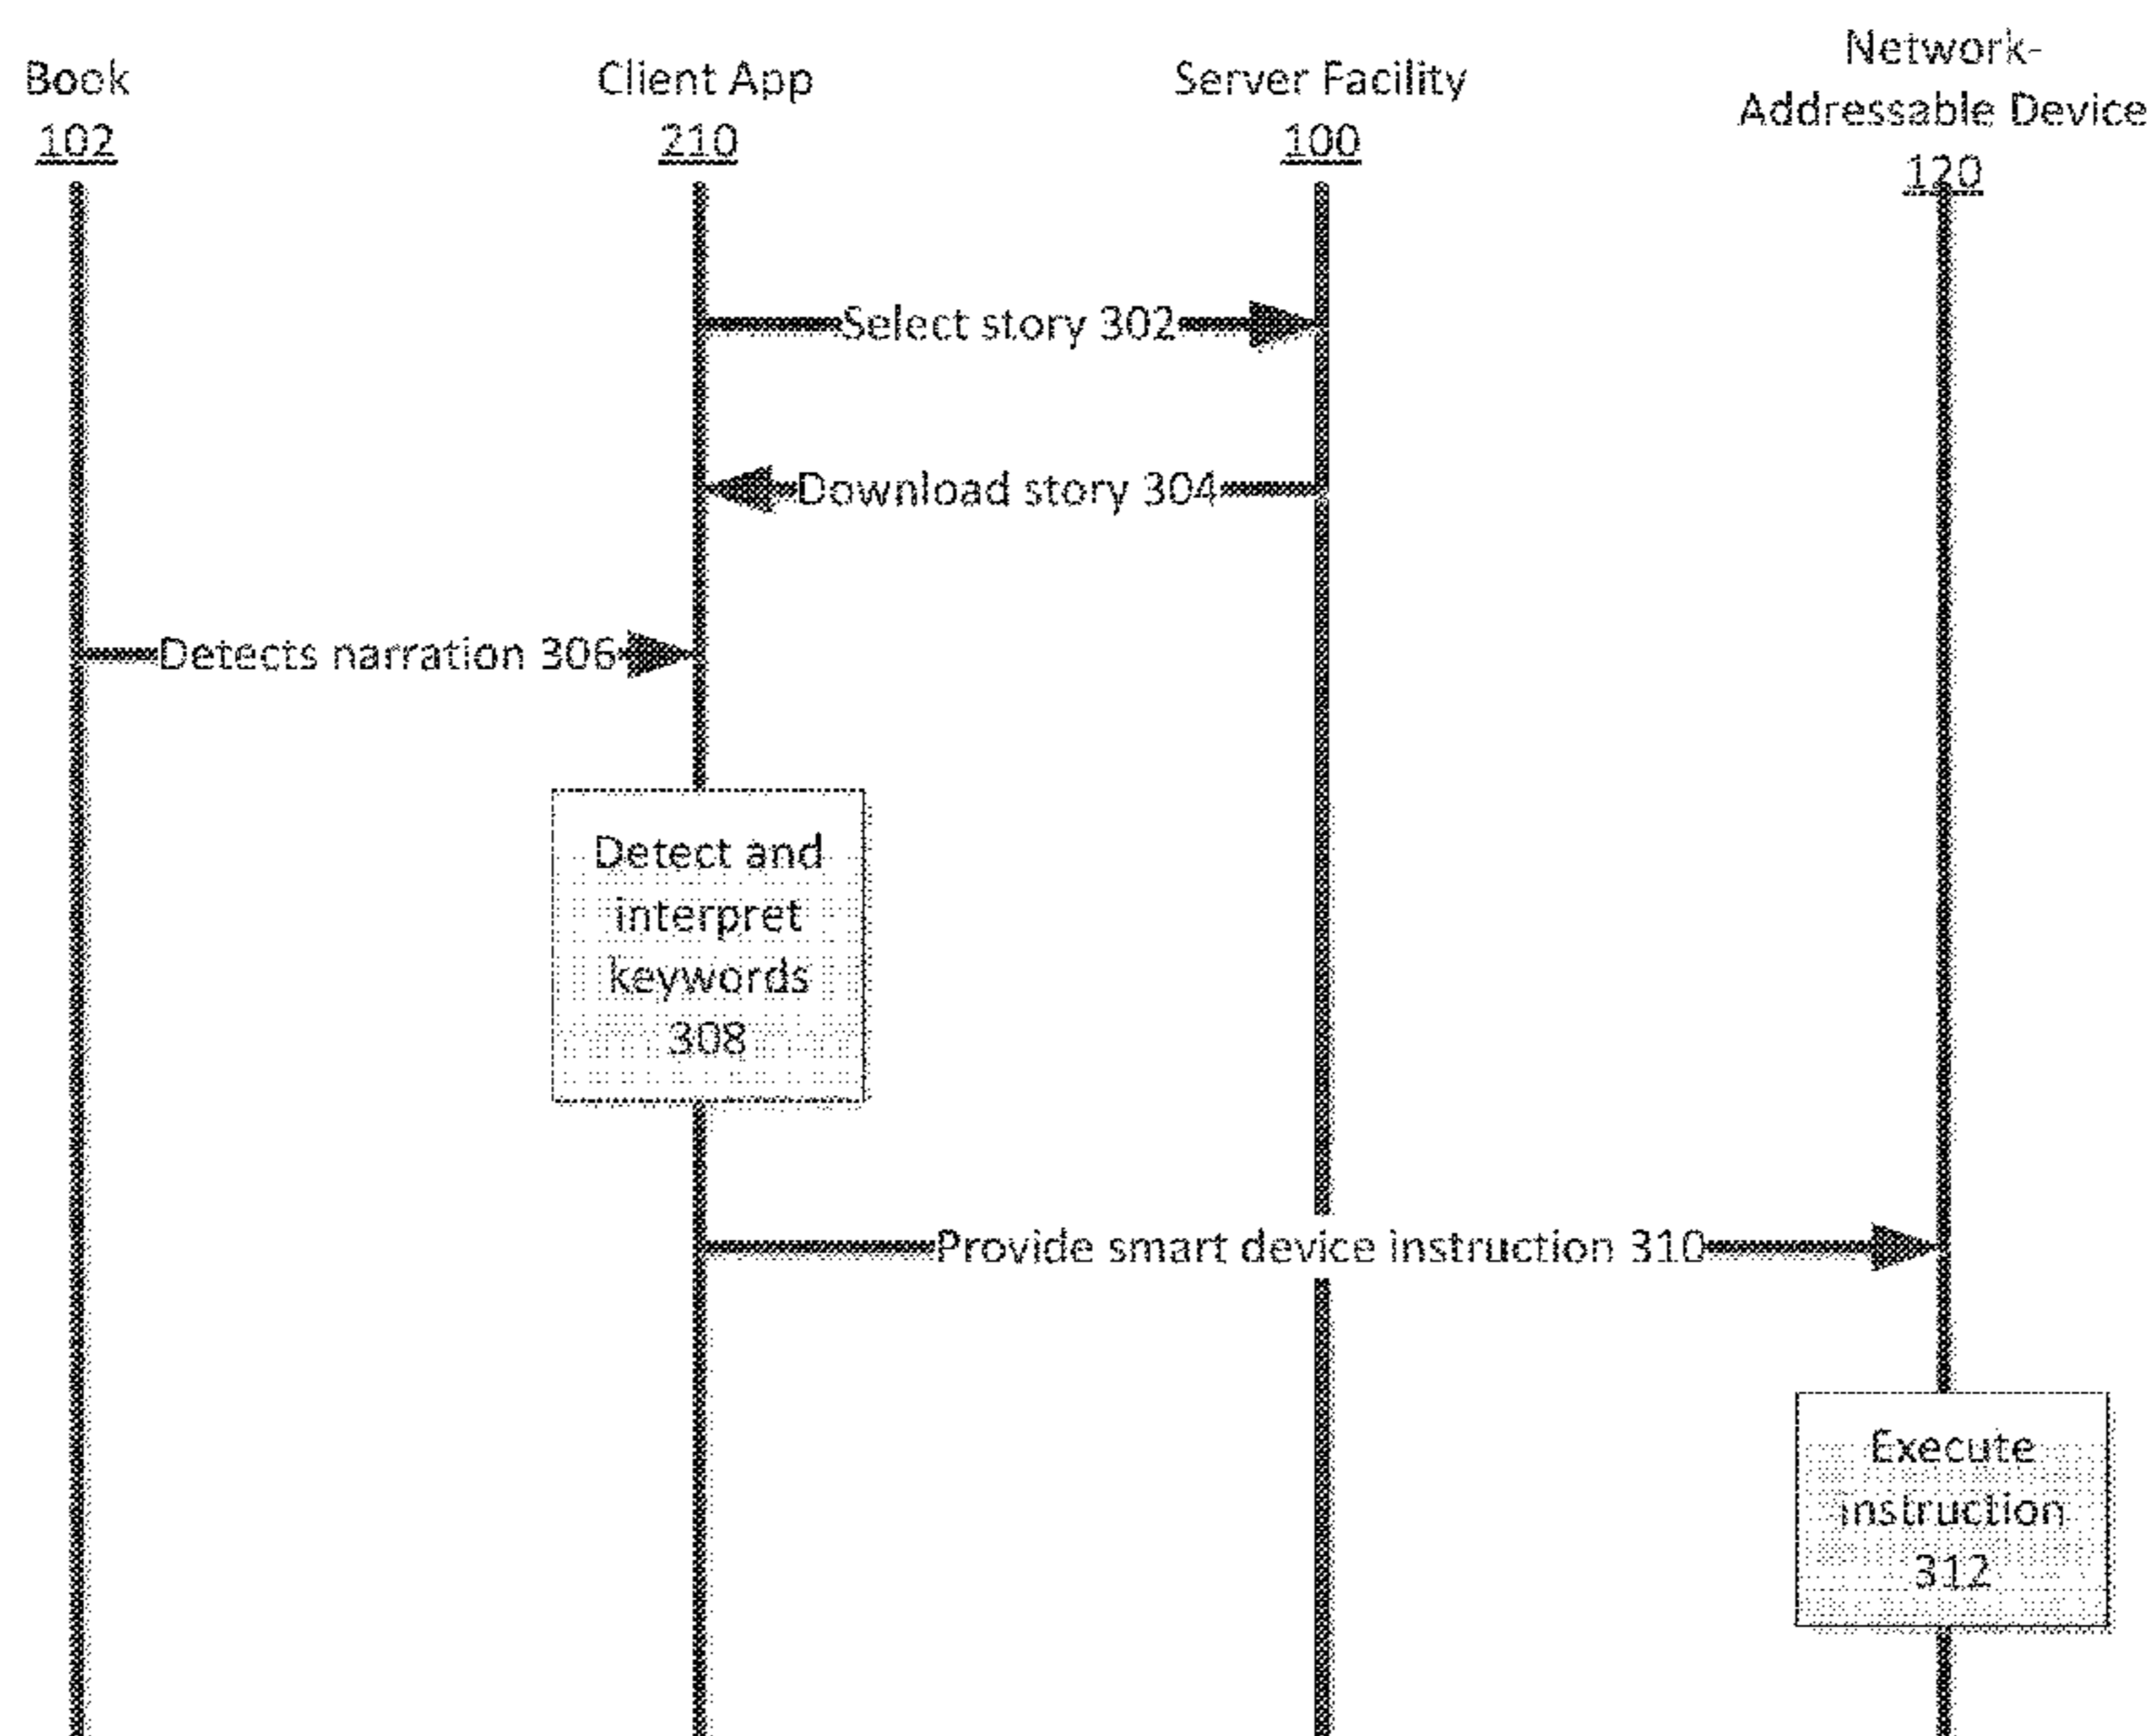 Book
102
Client App
210
Server Facility
100
Network-
Addressable Device
120
Select story 302
Download story 304
Detects narration 306
Detect and
interpret
keywords
308
Provide smart device instruction 310
Execute
instruction
312